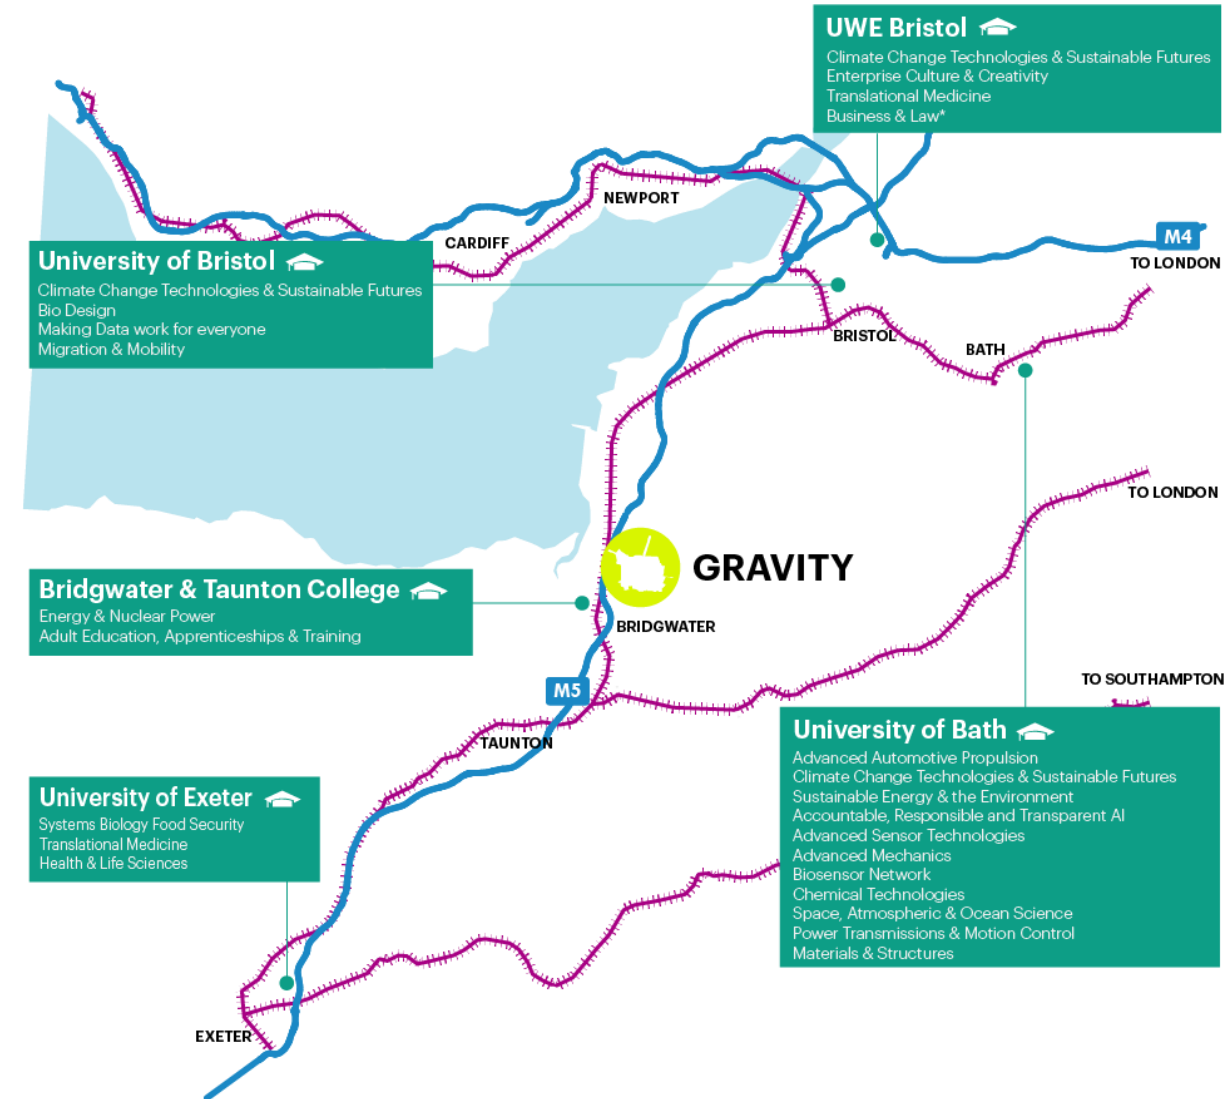 UWE Bristol
Climate Change Technologies & Sustainable Futures
Enterprise Culture & Creativity
Translational Medicine
Business & Law*
NEWPORT
CARDIFF
M4
TO LONDON
University of Bristol
Climate Change Technologies & Sustainable Futures
Bio Design
Making Data work for everyone
Migration & Mobility
BRISTOL
BATH
TO LONDON
GRAVITY
Bridgwater & Taunton College
Energy & Nuclear Power
Adult Education, Apprenticeships & Training
BRIDGWATER
M5
TO SOUTHAMPTON
TAUNTON
University of Bath
Advanced Automotive Propulsion
Climate Change Technologies & Sustainable Futures
Sustainable Energy & the Environment
Accountable, Responsible and Transparent AI
Advanced Sensor Technologies
Advanced Mechanics
Biosensor Network
Chemical Technologies
Space, Atmospheric & Ocean Science
Power Transmissions & Motion Control
Materials & Structures
University of Exeter
Systems Biology Food Security
Translational Medicine
Health & Life Sciences
EXETER